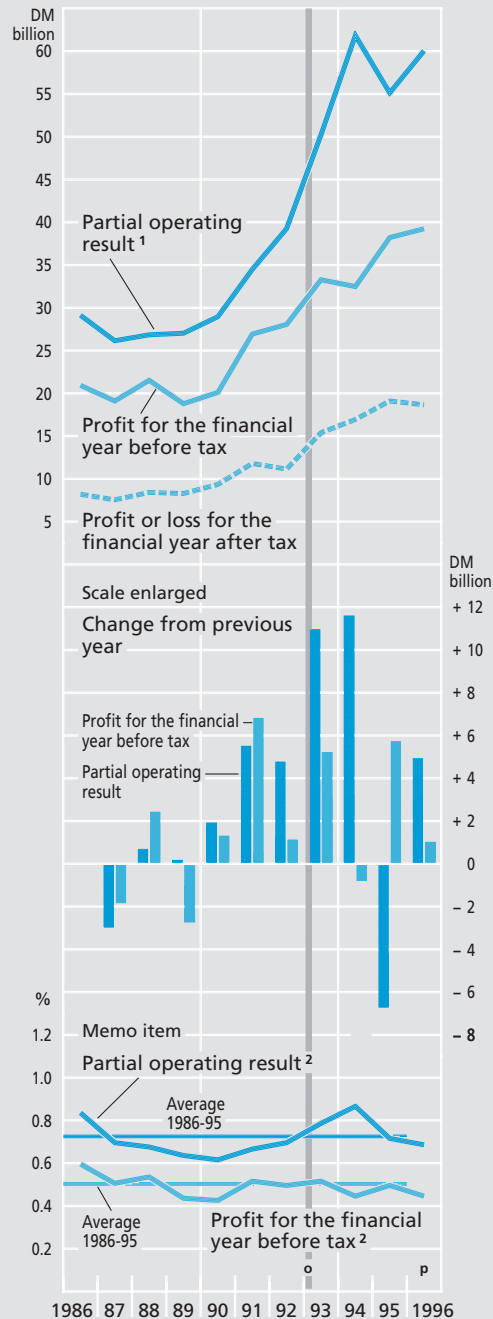 DM
billion
60
55
50
45
40
35
30
25
20
15
10
5
Partial operating
result 1
Profit for the financial
year before tax
Profit or loss for the
financial year after tax
Scale enlarged
Change from previous
year
DM
billion
+ 12
+ 10
+ 8
+ 6
+ 4
+ 2
0
– 2
– 4
– 6
– 8
Profit for the financial
year before tax
Partial operating
result
%
1.2
1.0
0.8
0.6
0.4
0.2
Memo item
Partial operating result 2
Average
1986-95
Average
1986-95
Profit for the financial
year before tax 2
o p
1986 87 88 89 90 91 92 93 94 95 1996